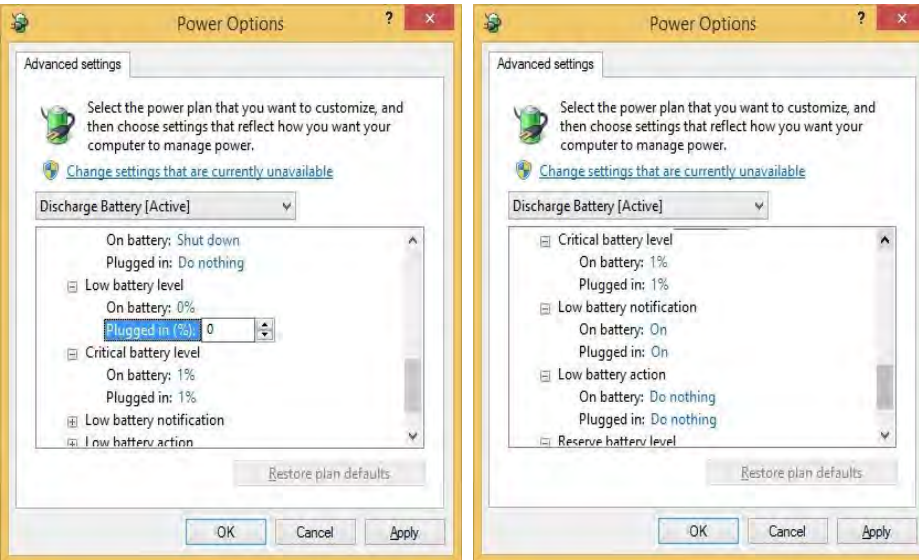 Power Options
?
x
Advanced settings
Select the power plan that you want to customize, and
then choose settings that reflect how you want your
computer to manage power.
Change settings that are currently unavailable
Discharge Battery [Active]
On battery: Shut down
Plugged in: Do nothing
Low battery level
On battery: 0%
Plugged in (%): 0
Critical battery level
On battery: 1%
Plugged in: 1%
Low battery notification
Low battery action
Restore plan defaults
OK Cancel Apply
Power Options
?
x
Advanced settings
Select the power plan that you want to customize, and
then choose settings that reflect how you want your
computer to manage power.
Change settings that are currently unavailable
Discharge Battery [Active]
Critical battery level
On battery: 1%
Plugged in: 1%
Low battery notification
On battery: On
Plugged in: On
Low battery action
On battery: Do nothing
Plugged in: Do nothing
Reserve battery level
Restore plan defaults
OK Cancel Apply